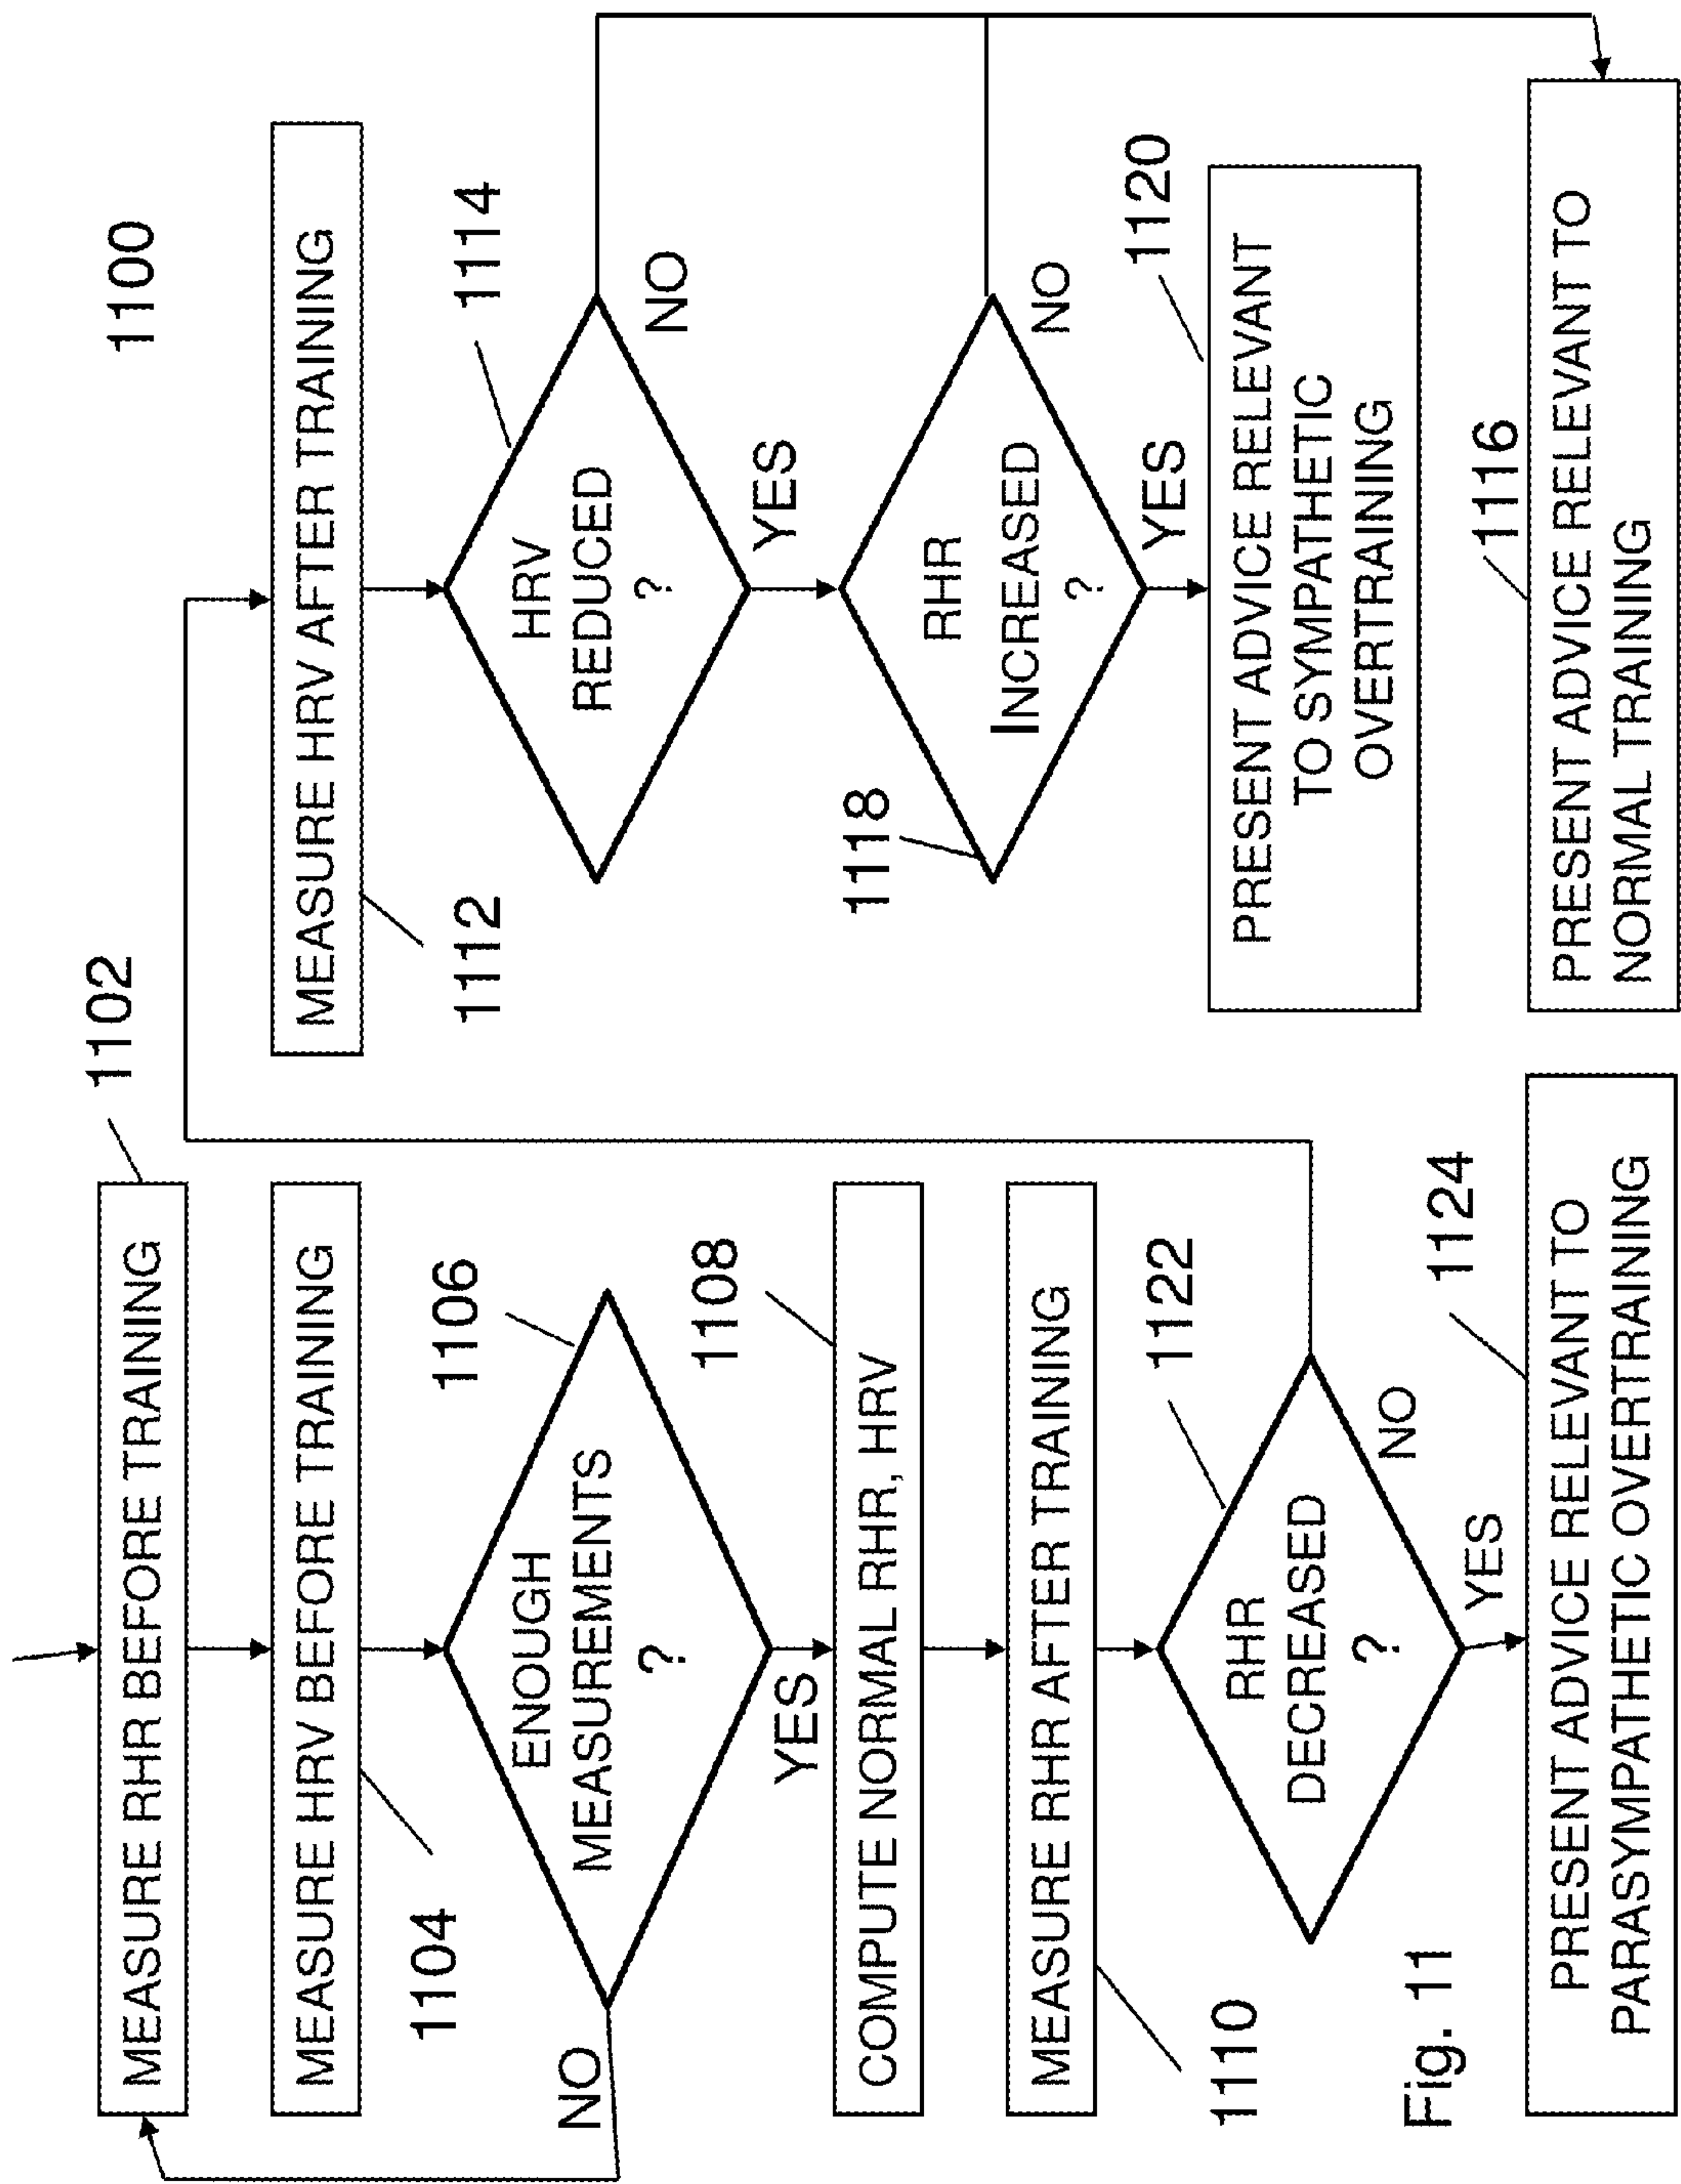 1100
1102
MEASURE RHR BEFORE TRAINING
MEASURE HRV BEFORE TRAINING
1104
1106
ENOUGH
MEASUREMENTS
?
NO
YES
1108
COMPUTE NORMAL RHR, HRV
MEASURE RHR AFTER TRAINING
1110
1122
RHR
DECREASED
?
NO
YES
1124
PRESENT ADVICE RELEVANT TO
PARASYMPATHETIC OVERTRAINING
MEASURE HRV AFTER TRAINING
1112
1114
HRV
REDUCED
?
NO
YES
1118
RHR
INCREASED
?
NO
YES
1120
PRESENT ADVICE RELEVANT
TO SYMPATHETIC
OVERTRAINING
1116
PRESENT ADVICE RELEVANT TO
NORMAL TRAINING
Fig. 11